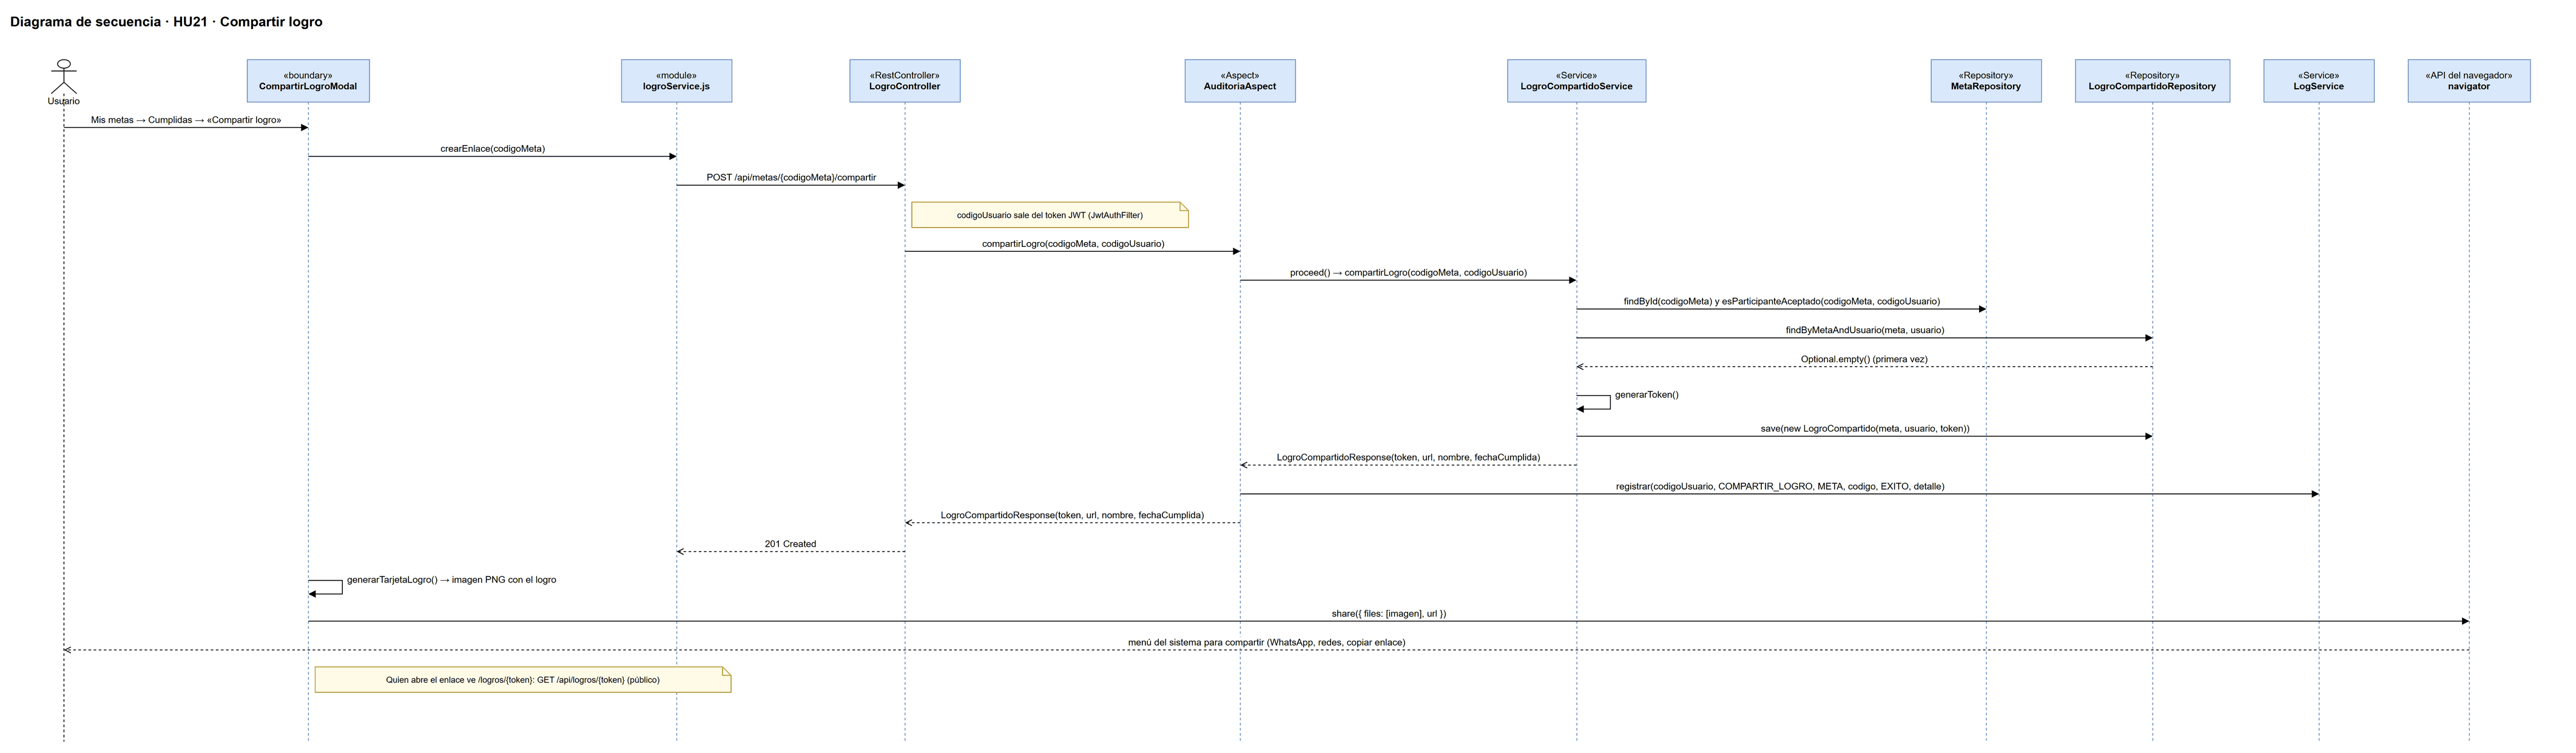 Diagrama de secuencia · HU21 · Compartir logro
Usuario
«boundary»
CompartirLogroModal
«module»
logroService.js
«RestController»
LogroController
«Aspect»
AuditoriaAspect
«Service»
LogroCompartidoService
«Repository»
MetaRepository
«Repository»
LogroCompartidoRepository
«Service»
LogService
«API del navegador»
navigator
Mis metas → Cumplidas → «Compartir logro»
crearEnlace(codigoMeta)
POST /api/metas/{codigoMeta}/compartir
codigoUsuario sale del token JWT (JwtAuthFilter)
compartirLogro(codigoMeta, codigoUsuario)
proceed() → compartirLogro(codigoMeta, codigoUsuario)
findById(codigoMeta) y esParticipanteAceptado(codigoMeta, codigoUsuario)
findByMetaAndUsuario(meta, usuario)
Optional.empty() (primera vez)
generarToken()
save(new LogroCompartido(meta, usuario, token))
LogroCompartidoResponse(token, url, nombre, fechaCumplida)
registrar(codigoUsuario, COMPARTIR_LOGRO, META, codigo, EXITO, detalle)
LogroCompartidoResponse(token, url, nombre, fechaCumplida)
201 Created
generarTarjetaLogro() → imagen PNG con el logro
share({ files: [imagen], url })
menú del sistema para compartir (WhatsApp, redes, copiar enlace)
Quien abre el enlace ve /logros/{token}: GET /api/logros/{token} (público)